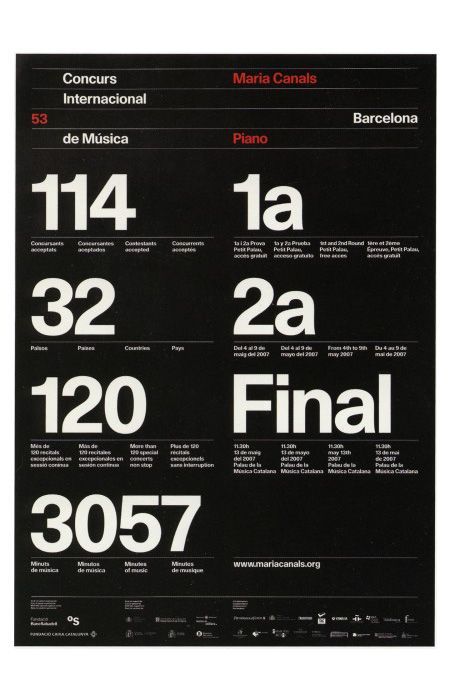 Concurs
Maria Canals
Internacional
53
Barcelona
de Música
Piano
114
Concursants
acceptats
Concursantes
aceptados
Contestants
accepted
Concurrents
acceptés
1a
1a i 2a Prova
Petit Palau,
accés gratuït
1a y 2a Prueba
Petit Palau,
acceso gratuito
1st and 2nd Round
Petit Palau,
free acces
1ère et 2ème
Épreuve, Petit Palau,
accés gratuït
32
Països
Países
Countries
Pays
2a
Del 4 al 9 de
maig del 2007
Del 4 al 9 de
mayo del 2007
From 4th to 9th
may 2007
Du 4 au 9 de
mai de 2007
120
Més de
120 recitals
excepcionals en
sessió contínua
Más de
120 recitales
excepcionales en
sesión continua
More than
120 special
concerts
non stop
Plus de 120
recitals
excepcionels
sans interruption
Final
11.30h
13 de maig
del 2007
Palau de la
Música Catalana
11.30h
13 de mayo
del 2007
Palau de la
Música Catalana
11.30h
may 13th
2007
Palau de la
Música Catalana
11.30h
13 de mai
de 2007
Palau de la
Música Catalana
3057
Minuts
de música
Minutos
de música
Minutes
of music
Minutes
de musique
www.mariacanals.org
Fundació
BancSabadell
FUNDACIÓ CAIXA CATALUNYA